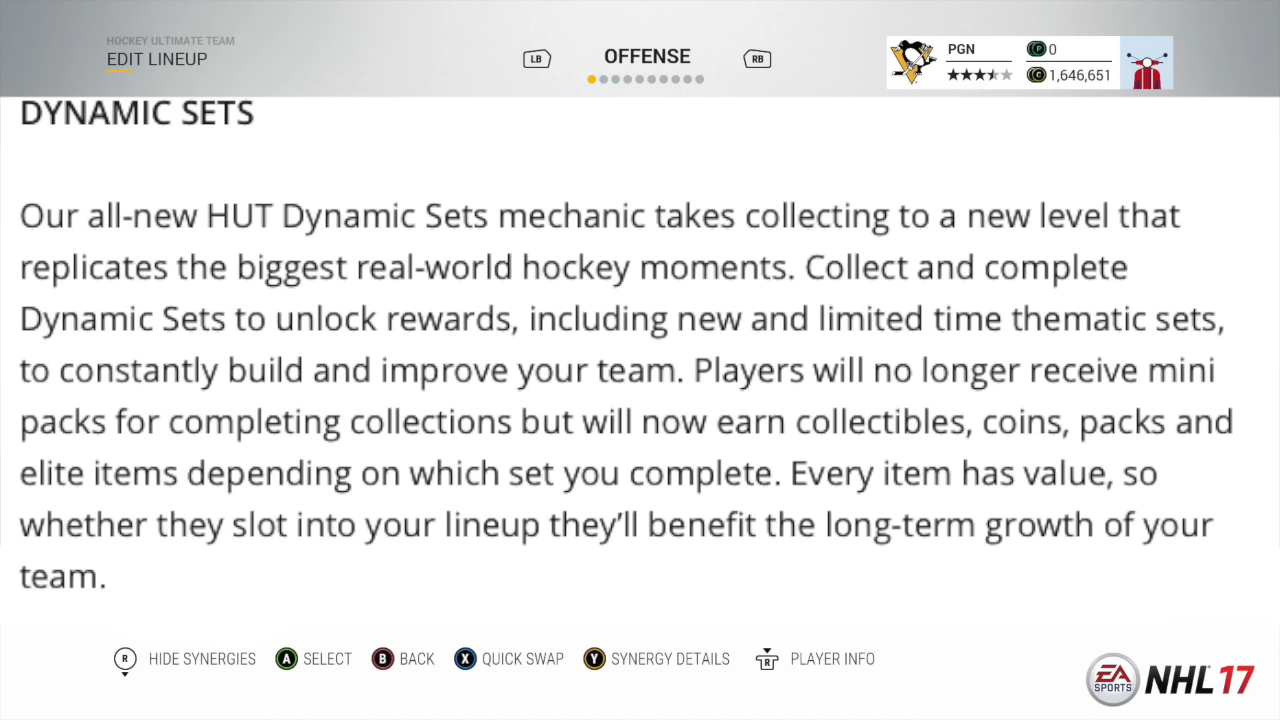 HOCKEY ULTIMATE TEAM
EDIT LINEUP
LB OFFENSE RB
PGN P 0
C 1,646,651
DYNAMIC SETS
Our all-new HUT Dynamic Sets mechanic takes collecting to a new level that
replicates the biggest real-world hockey moments. Collect and complete
Dynamic Sets to unlock rewards, including new and limited time thematic sets,
to constantly build and improve your team. Players will no longer receive mini
packs for completing collections but will now earn collectibles, coins, packs and
elite items depending on which set you complete. Every item has value, so
whether they slot into your lineup they'll benefit the long-term growth of your
team.
R HIDE SYNERGIES A SELECT B BACK X QUICK SWAP Y SYNERGY DETAILS R PLAYER INFO
EA SPORTS NHL 17